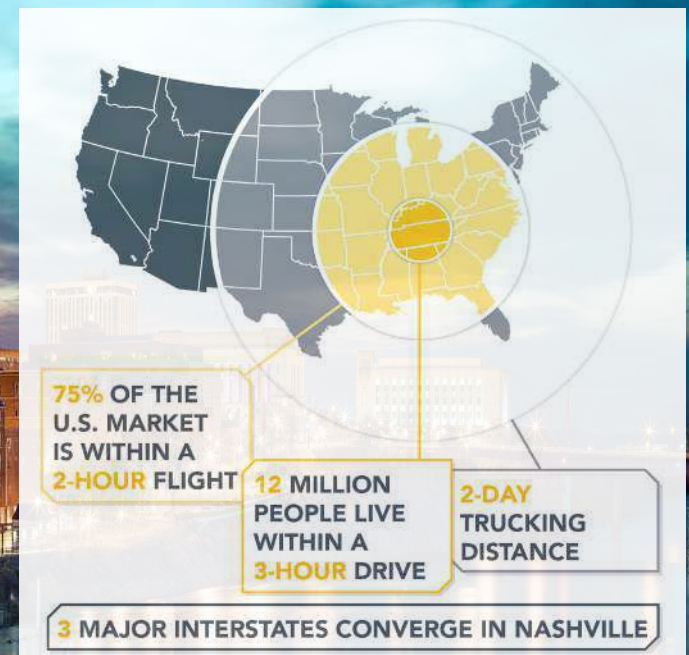 75% OF THE
U.S. MARKET
IS WITHIN A
2-HOUR FLIGHT
12 MILLION
PEOPLE LIVE
WITHIN A
3-HOUR DRIVE
2-DAY
TRUCKING
DISTANCE
3 MAJOR INTERSTATES CONVERGE IN NASHVILLE